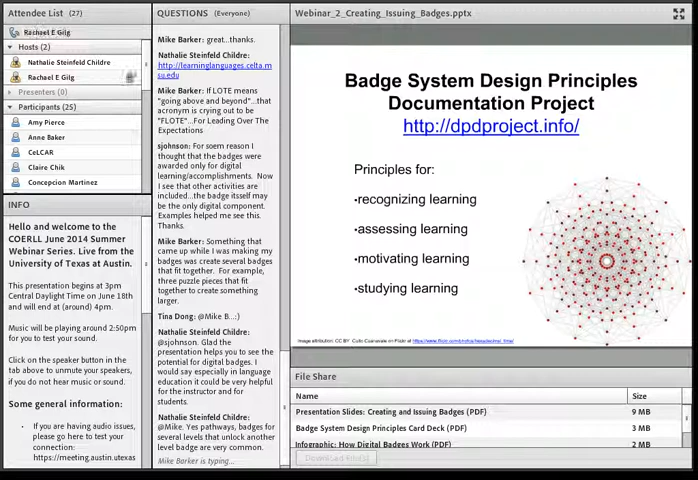 Attendee List (27)
Rachael E Gilg
Hosts (2)
Nathalie Steinfeld Childre
Rachael E Gilg
Presenters (0)
Participants (25)
Amy Pierce
Anne Baker
CeLCAR
Claire Chik
Concepcion Martinez
INFO
Hello and welcome to the
COERLL June 2014 Summer
Webinar Series. Live from the
University of Texas at Austin.
This presentation begins at 3pm
Central Daylight Time on June 18th
and will end at (around) 4pm.
Music will be playing around 2:50pm
for you to test your sound.
Click on the speaker button in the
tab above to unmute your speakers,
if you do not hear music or sound.
Some general information:
• If you are having audio issues,
please go here to test your
connection:
https://meeting.austin.utexas
QUESTIONS (Everyone)
Mike Barker: great...thanks.
Nathalie Steinfeld Childre:
http://learninglanguages.celta.m
su.edu
Mike Barker: If LOTE means
"going above and beyond"...that
acronym is crying out to be
"FLOTE"...For Leading Over The
Expectations
sjohnson: For soem reason I
thought that the badges were
awarded only for digital
learning/accomplishments. Now
I see that other activities are
included...the badge itsself may
be the only digital component.
Examples helped me see this.
Thanks.
Mike Barker: Something that
came up while I was making my
badges was create several badges
that fit together. For example,
three puzzle pieces that fit
together to create something
larger.
Tina Dong: @Mike B...:)
Nathalie Steinfeld Childre:
@sjohnson. Glad the
presentation helps you to see the
potential for digital badges. I
would say especially in language
education it could be very helpful
for the instructor and for
students.
Nathalie Steinfeld Childre:
@Mike. Yes pathways, badges for
several levels that unlock another
level badge are very common.
Mike Barker is typing...
Webinar_2_Creating_Issuing_Badges.pptx
Badge System Design Principles
Documentation Project
http://dpdproject.info/
Principles for:
•recognizing learning
•assessing learning
•motivating learning
•studying learning
File Share
Name Size
Presentation Slides: Creating and Issuing Badges (PDF) 9 MB
Badge System Design Principles Card Deck (PDF) 3 MB
Infographic: How Digital Badges Work (PDF) 2 MB
Download File(s)